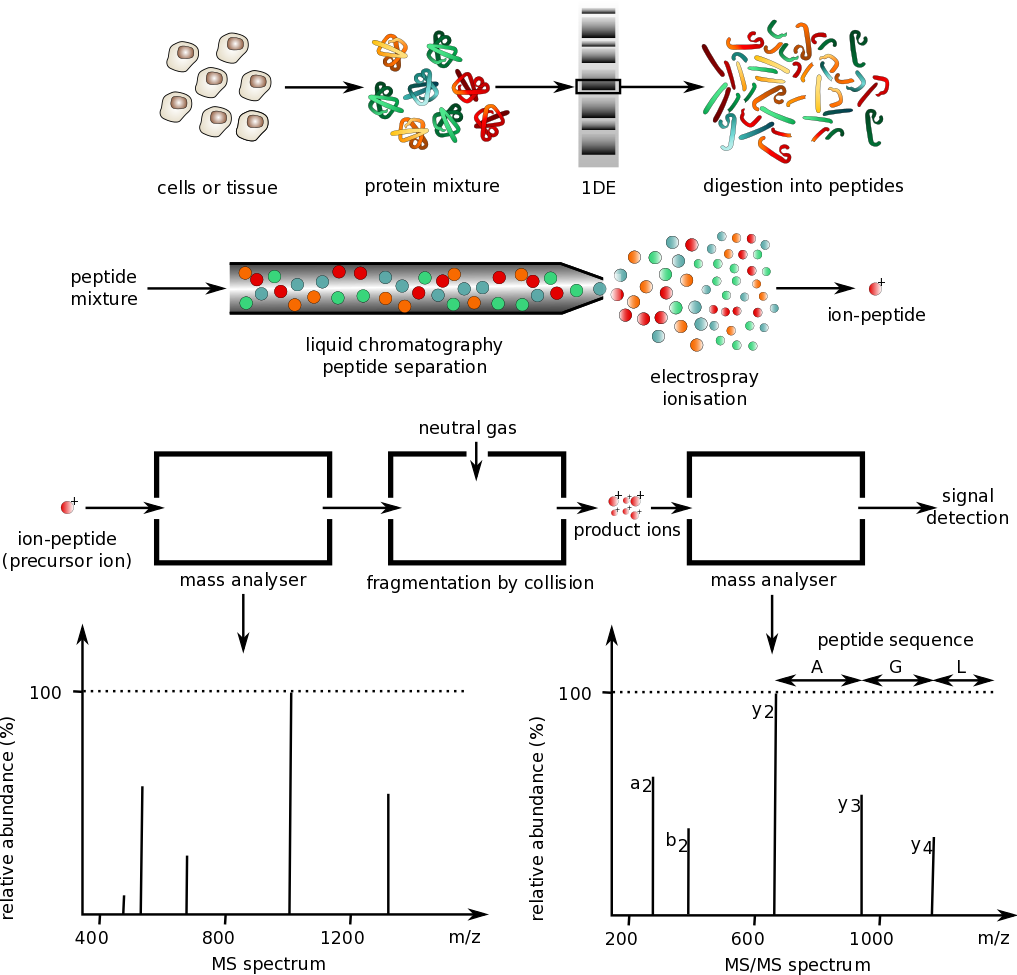 cells or tissue
protein mixture
1DE
digestion into peptides
peptide
mixture
liquid chromatography
peptide separation
electrospray
ionisation
+
ion-peptide
neutral gas
+
ion-peptide
(precursor ion)
+ + +
+ + +
product ions
signal
detection
mass analyser
fragmentation by collision
mass analyser
peptide sequence
A G L
100
100
y2
a2
y3
b2
y4
relative abundance (%)
relative abundance (%)
400 800 1200 m/z
200 600 1000 m/z
MS spectrum
MS/MS spectrum